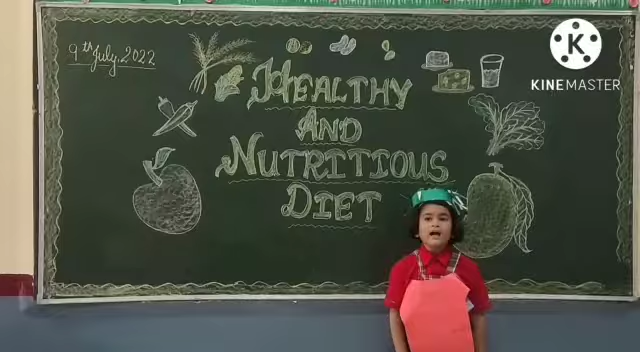 9th July, 2022
Healthy
And
Nutritious
Diet
K
KINEMASTER